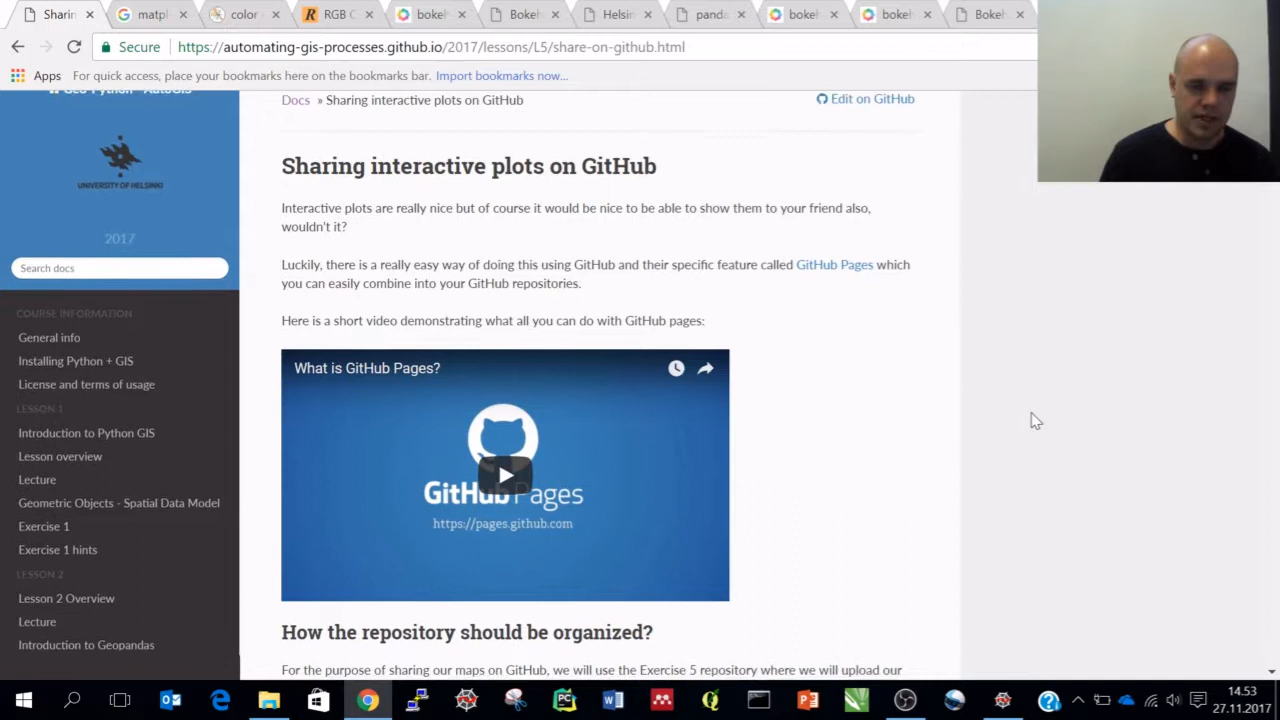 Sharin
matpl
color
RGB C
bokeh
Bokeh
Helsin
panda
bokeh
bokeh
Bokeh
Secure https://automating-gis-processes.github.io/2017/lessons/L5/share-on-github.html
Apps For quick access, place your bookmarks here on the bookmarks bar. Import bookmarks now...
Geo-Python - AutoGIS
UNIVERSITY OF HELSINKI
2017
Search docs
COURSE INFORMATION
General info
Installing Python + GIS
License and terms of usage
LESSON 1
Introduction to Python GIS
Lesson overview
Lecture
Geometric Objects - Spatial Data Model
Exercise 1
Exercise 1 hints
LESSON 2
Lesson 2 Overview
Lecture
Introduction to Geopandas
Docs » Sharing interactive plots on GitHub
Edit on GitHub
Sharing interactive plots on GitHub
Interactive plots are really nice but of course it would be nice to be able to show them to your friend also,
wouldn't it?
Luckily, there is a really easy way of doing this using GitHub and their specific feature called GitHub Pages which
you can easily combine into your GitHub repositories.
Here is a short video demonstrating what all you can do with GitHub pages:
What is GitHub Pages?
GitHub Pages
https://pages.github.com
How the repository should be organized?
For the purpose of sharing our maps on GitHub, we will use the Exercise 5 repository where we will upload our
14.53
27.11.2017